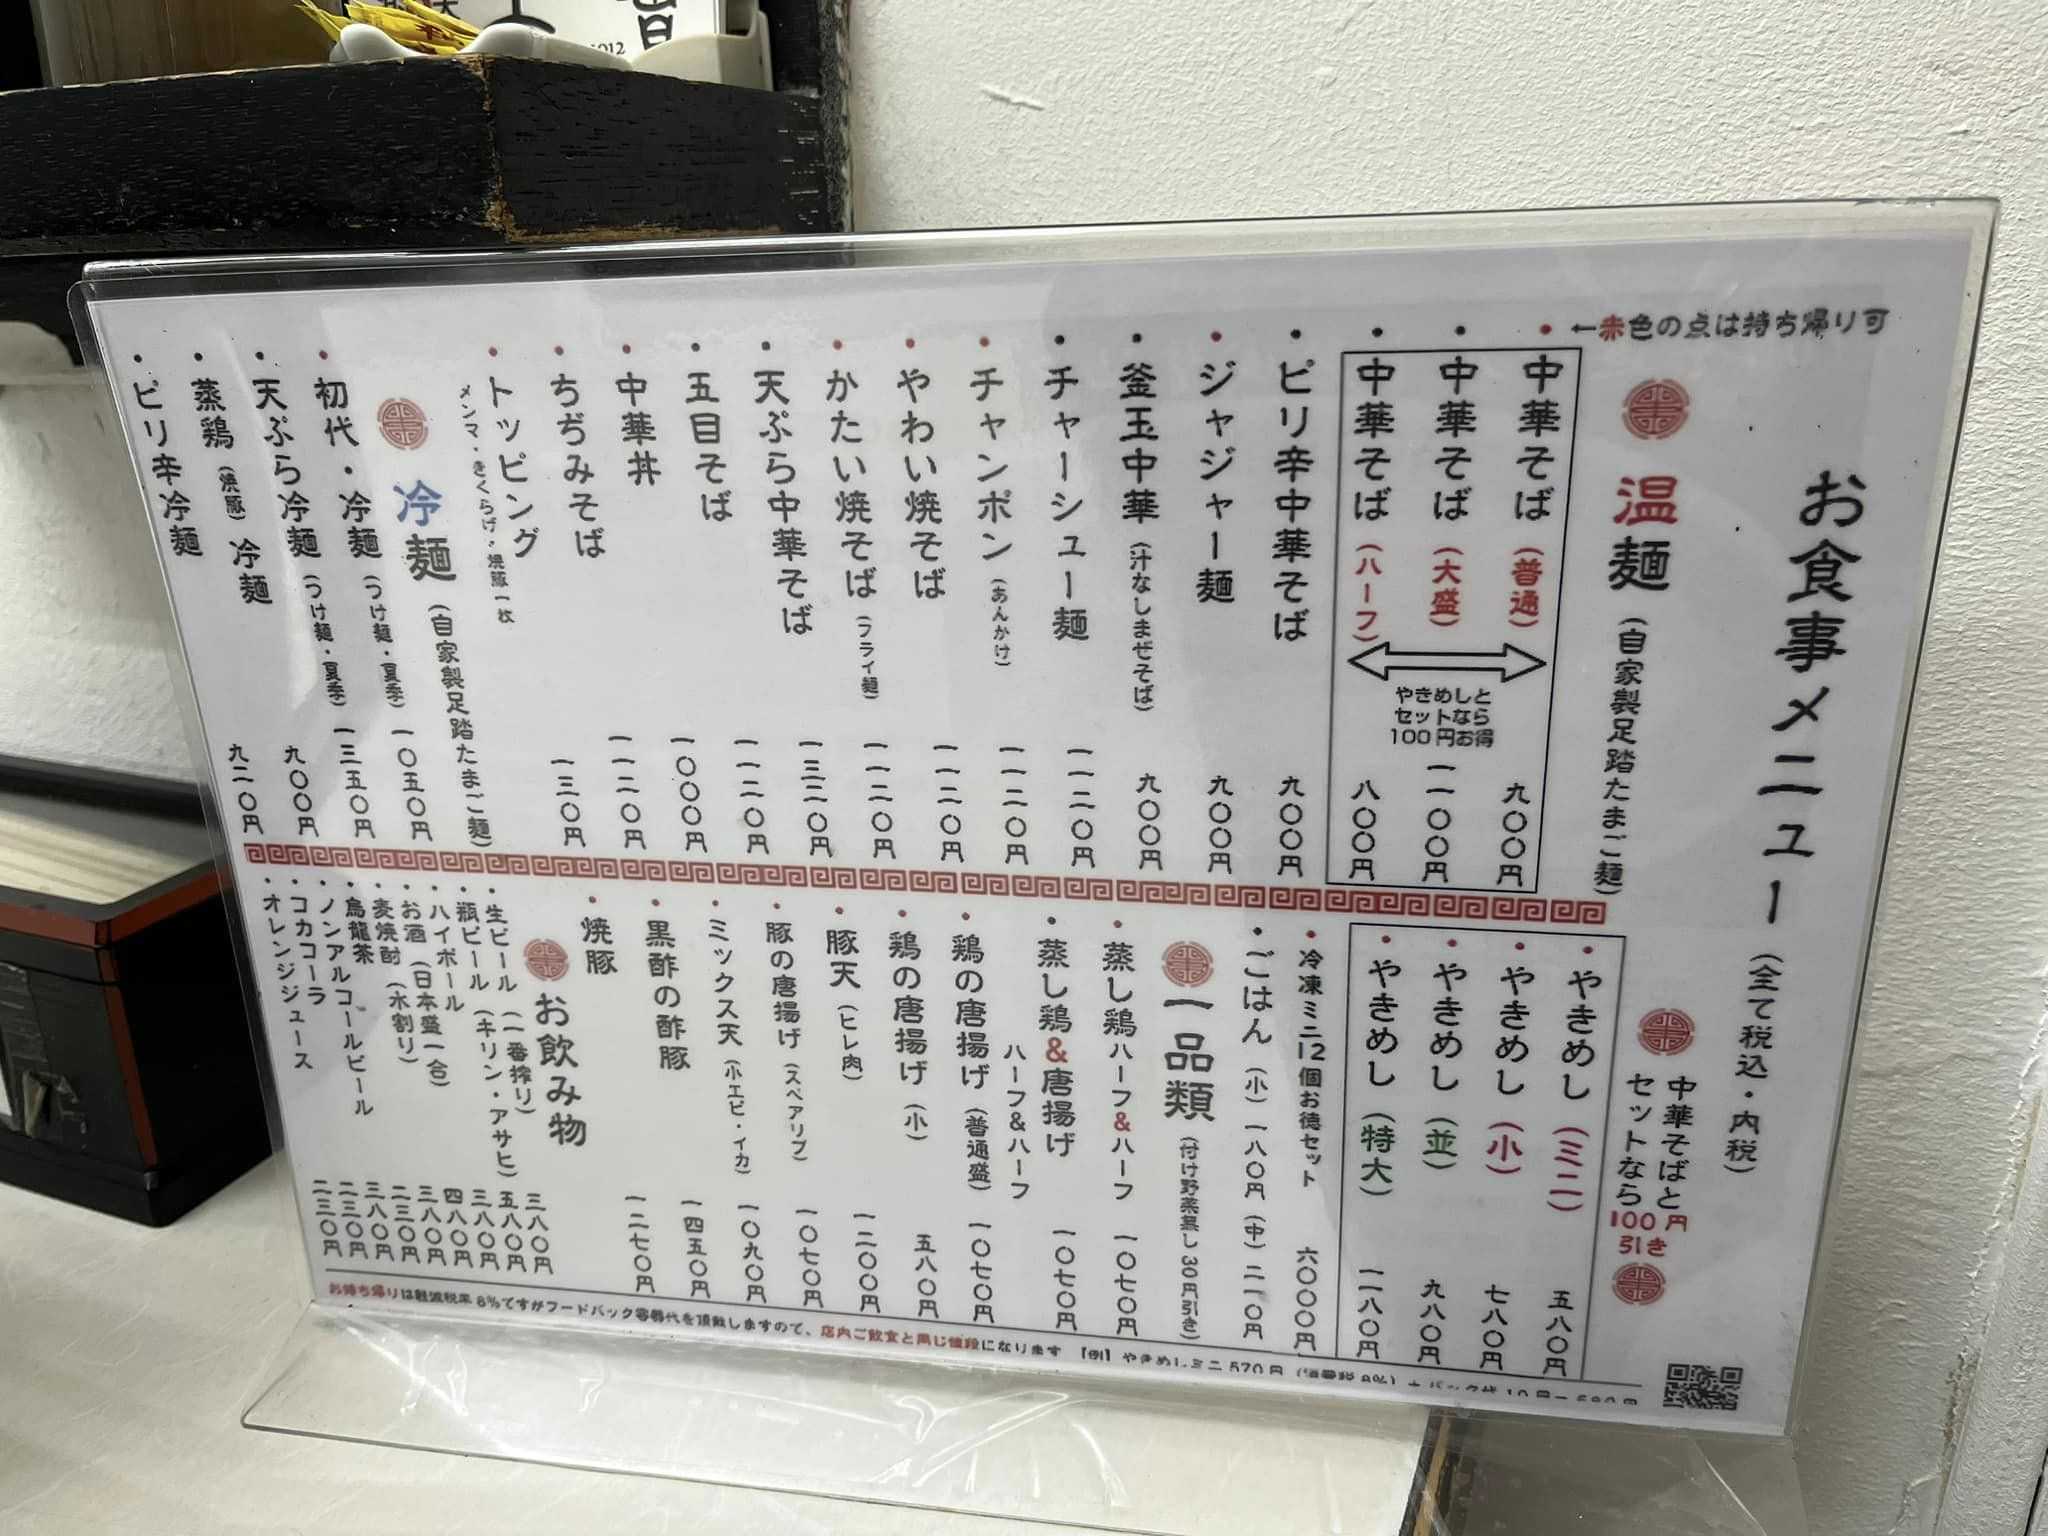 ←赤色の点は持ち帰り可
お食事メニュー (全て税込・内税)
温麺 (自家製足踏たまご麺)
・中華そば (普通) 九〇〇円
・中華そば (大盛) 一一〇〇円
・中華そば (ハーフ) 八〇〇円
やきめしと
セットなら
100円お得
・ピリ辛中華そば 九〇〇円
・ジャジャー麺 九〇〇円
・釜玉中華 (汁なしまぜそば) 九〇〇円
・チャーシュー麺 一一二〇円
・チャンポン (あんかけ) 一一二〇円
・やわい焼そば 一一二〇円
・かたい焼そば (フライ麺) 一一二〇円
・天ぷら中華そば 一三二〇円
・五目そば 一一二〇円
・中華丼 一〇〇〇円
・ちぢみそば 一一二〇円
・トッピング 一三〇円
メンマ・きくらげ・焼豚一枚
冷麺 (自家製足踏たまご麺)
・初代・冷麺 (つけ麺・夏季) 一〇五〇円
・天ぷら冷麺 (つけ麺・夏季) 一三五〇円
・蒸鶏 (焼豚) 冷麺 九〇〇円
・ピリ辛冷麺 九二〇円
中華そばと
セットなら100円
引き
・やきめし (ミニ) 五八〇円
・やきめし (小) 七八〇円
・やきめし (並) 九八〇円
・やきめし (特大) 一一八〇円
・冷凍ミニ12個お徳セット 六〇〇〇円
・ごはん (小) 一八〇円 (中) 二一〇円
一品類 (付け野菜無し30円引き)
・蒸し鶏 ハーフ&ハーフ 一〇七〇円
・蒸し鶏&唐揚げ 一〇七〇円
ハーフ&ハーフ
・鶏の唐揚げ (普通盛) 一〇七〇円
・鶏の唐揚げ (小) 五八〇円
・豚天 (ヒレ肉) 一二〇〇円
・豚の唐揚げ (スペアリブ) 一〇七〇円
・ミックス天 (小エビ・イカ) 一〇九〇円
・黒酢の酢豚 一四五〇円
・焼豚 一二七〇円
お飲み物
・生ビール (一番搾り) 三八〇円
・瓶ビール (キリン・アサヒ) 五八〇円
・ハイボール 三八〇円
・お酒 (日本盛一合) 四八〇円
・麦焼酎 (水割り) 三八〇円
・烏龍茶 二三〇円
・ノンアルコールビール 三八〇円
・コカコーラ 二三〇円
・オレンジジュース 二三〇円
お持ち帰りは軽減税率8%ですがフードパック容器代を頂戴しますので、店内ご飲食と同じ値段になります 【例】やきめしミニ570円 (消費税8%)+パック代10円=580円